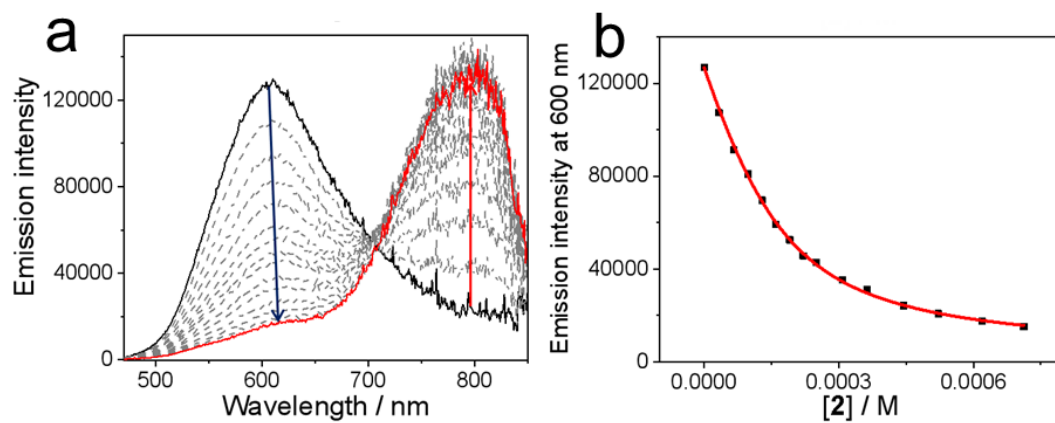 a
Emission intensity
120000
80000
40000
0
500
600
700
800
Wavelength / nm
b
Emission intensity at 600 nm
120000
80000
40000
0
0.0000
0.0003
0.0006
[2] / M